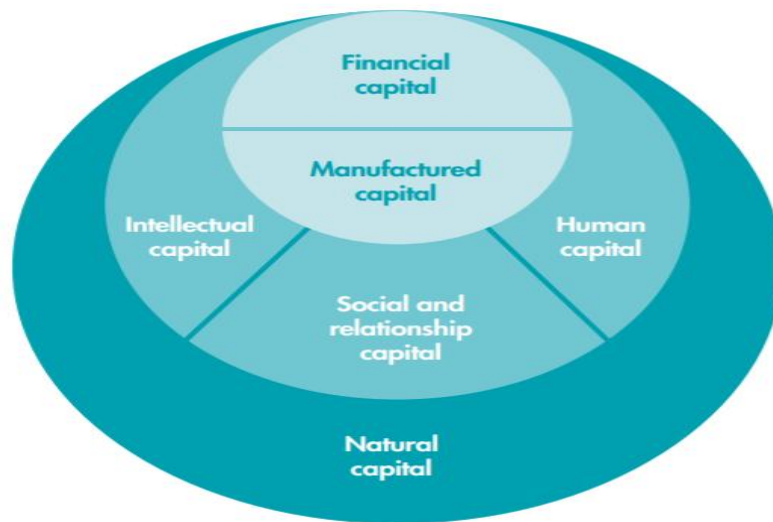 Financial
capital
Manufactured
capital
Intellectual
capital
Human
capital
Social and
relationship
capital
Natural
capital